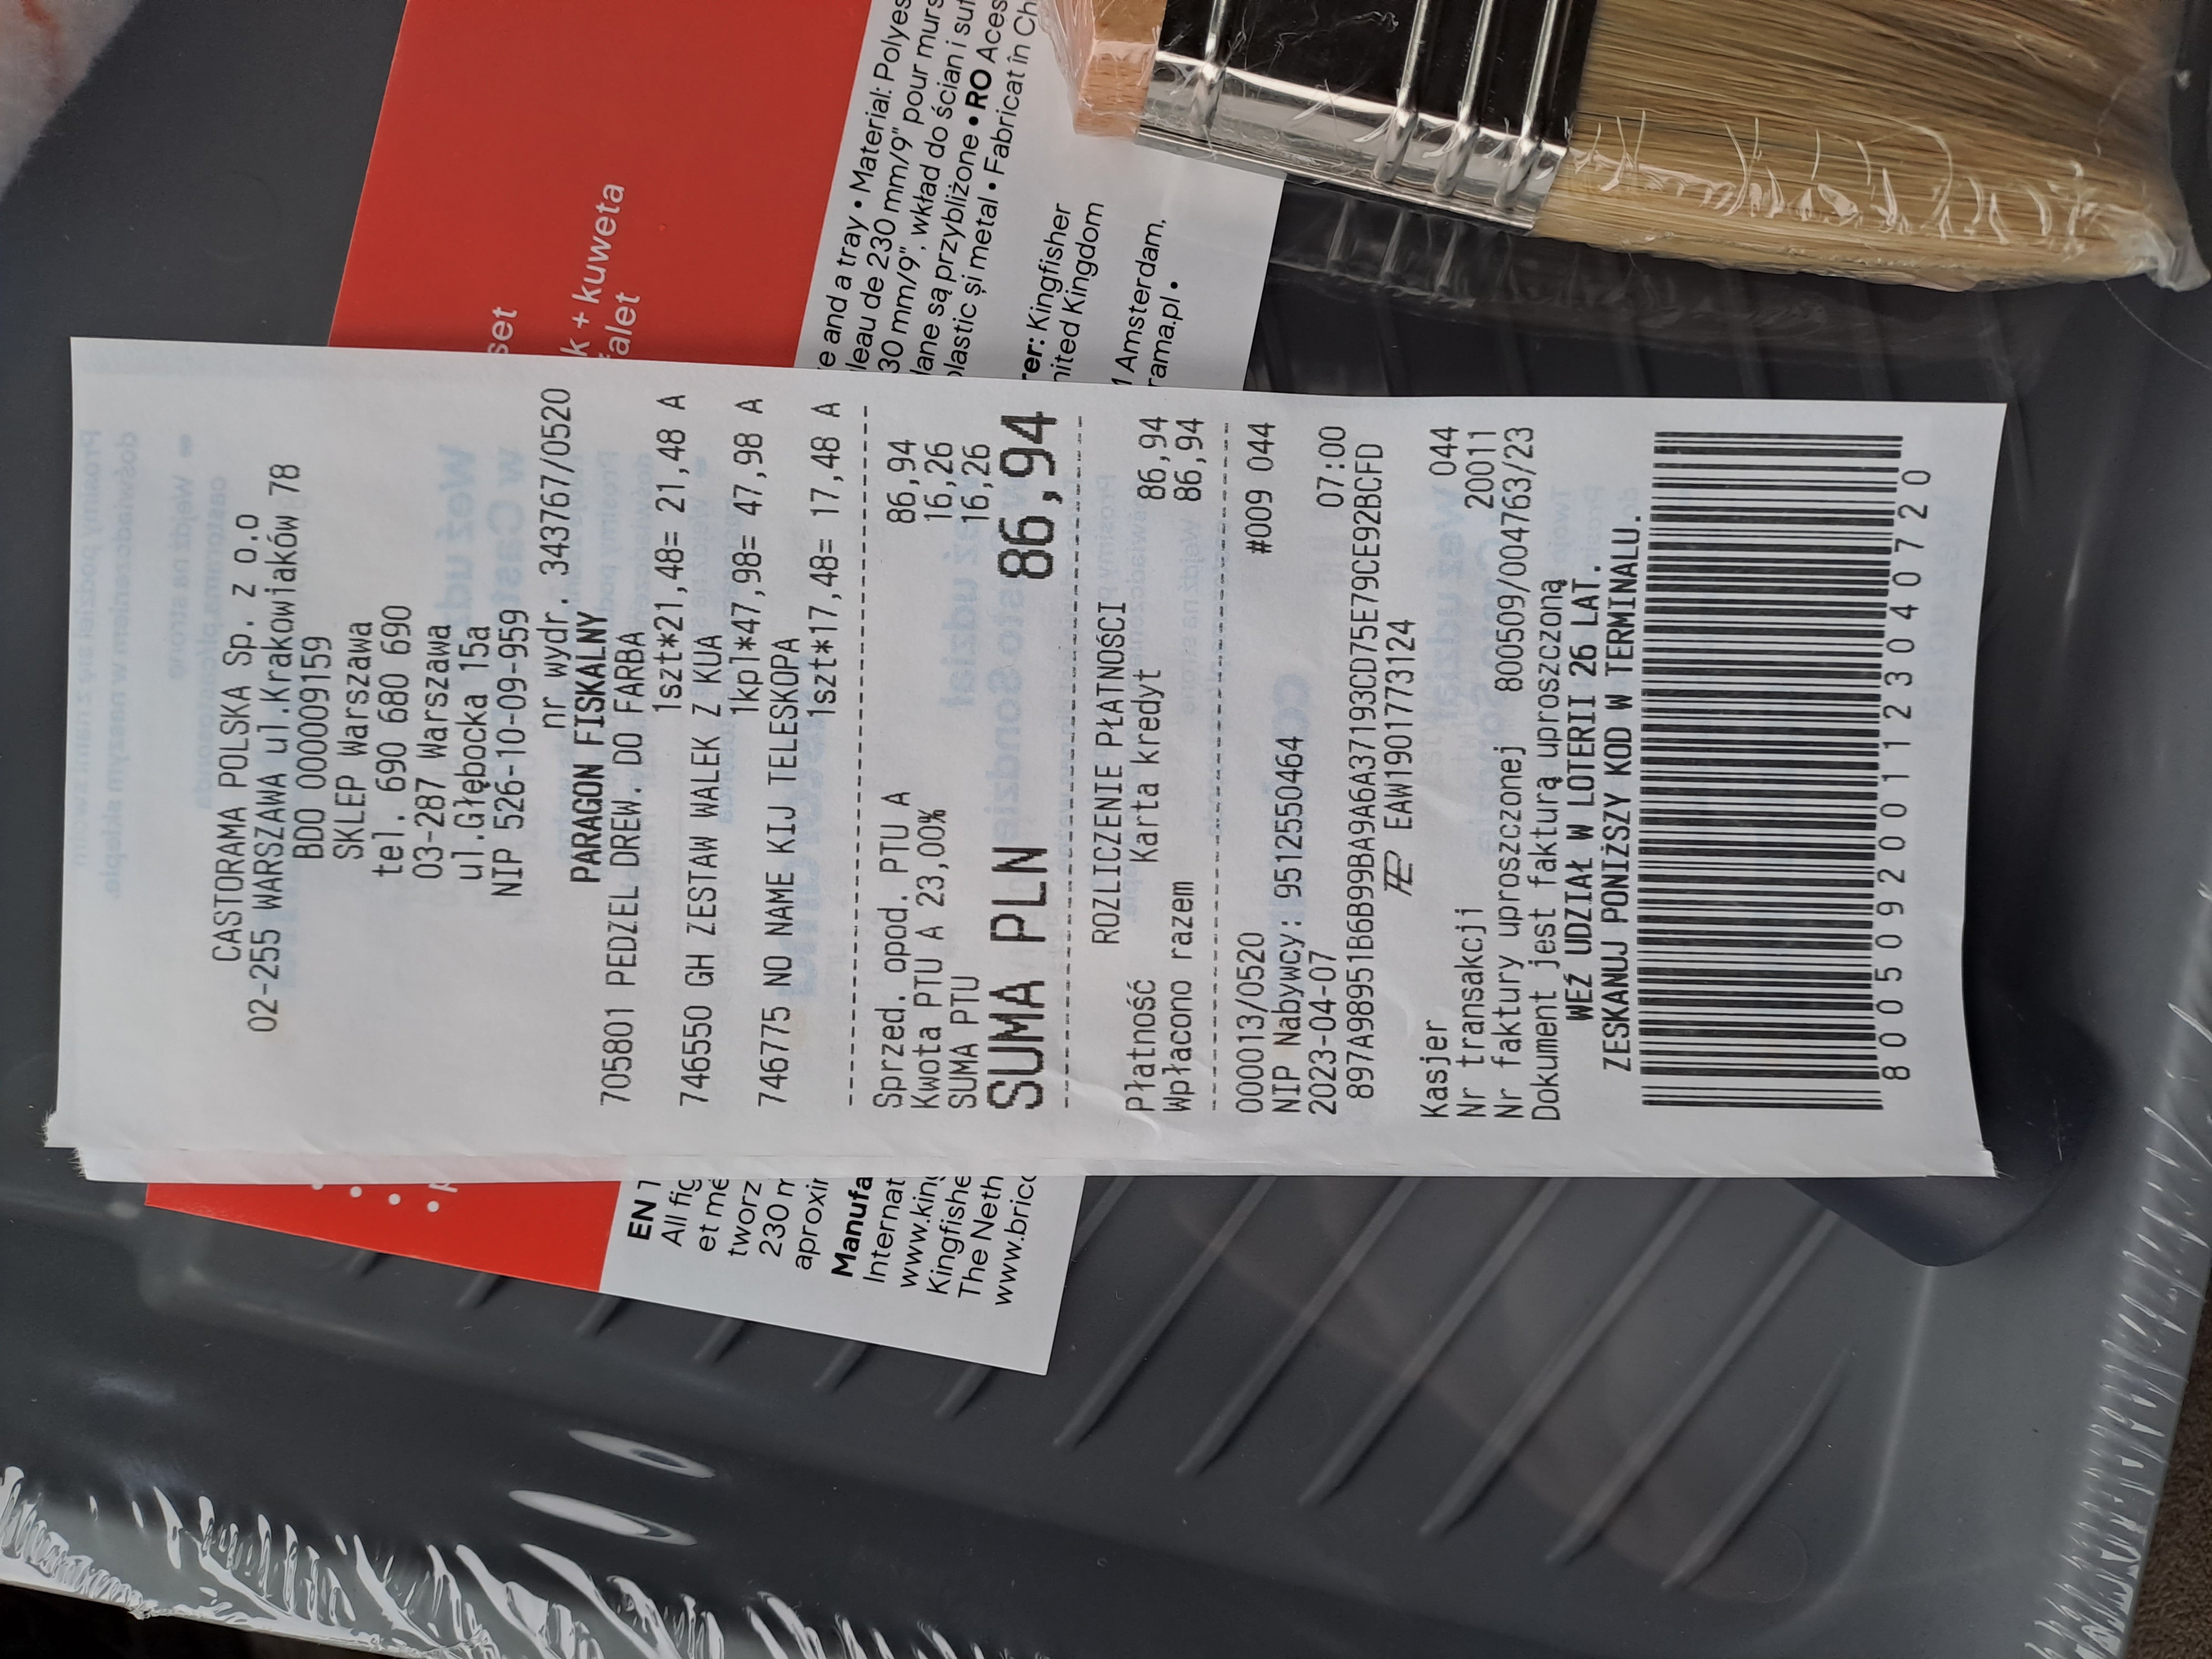 CASTORAMA POLSKA Sp. z o.o
02-255 WARSZAWA ul.Krakowiaków 78
BDO 000009159
SKLEP Warszawa
tel. 690 680 690
03-287 Warszawa
ul.Głębocka 15a
NIP 526-10-09-959
nr wydr. 343767/0520
PARAGON FISKALNY
705801 PEDZEL DREW. DO FARBA
1szt*21,48= 21,48 A
746550 GH ZESTAW WALEK Z KUA
1kpl*47,98= 47,98 A
746775 NO NAME KIJ TELESKOPA
1szt*17,48= 17,48 A
Sprzed. opod. PTU A 86,94
Kwota PTU A 23,00% 16,26
SUMA PTU 16,26
SUMA PLN 86,94
ROZLICZENIE PŁATNOŚCI
Płatność Karta kredyt 86,94
Wpłacono razem 86,94
000013/0520 #009 044
NIP Nabywcy: 9512550464
2023-04-07 07:00
897A98951B6B99BA9A6A37193CD75E79CE92BCFD
EAW1901773124
Kasjer 044
Nr transakcji 20011
Nr faktury uproszczonej 800509/004763/23
Dokument jest fakturą uproszczoną
WEŹ UDZIAŁ W LOTERII 26 LAT.
ZESKANUJ PONIŻSZY KOD W TERMINALU.
8005092001123040720
EN
All
et
230
Manufa
Internat
www.king
Kingfishe
The Neth
www.brico
set
k + kuweta
falet
e and a tray • Material: Polyes
leau de 230 mm/9" pour murs
30 mm/9", wkład do ścian i suf
dane są przybliżone • RO Aces
plastic și metal • Fabricat în Ch
rer: Kingfisher
nited Kingdom
1 Amsterdam,
rama.pl •